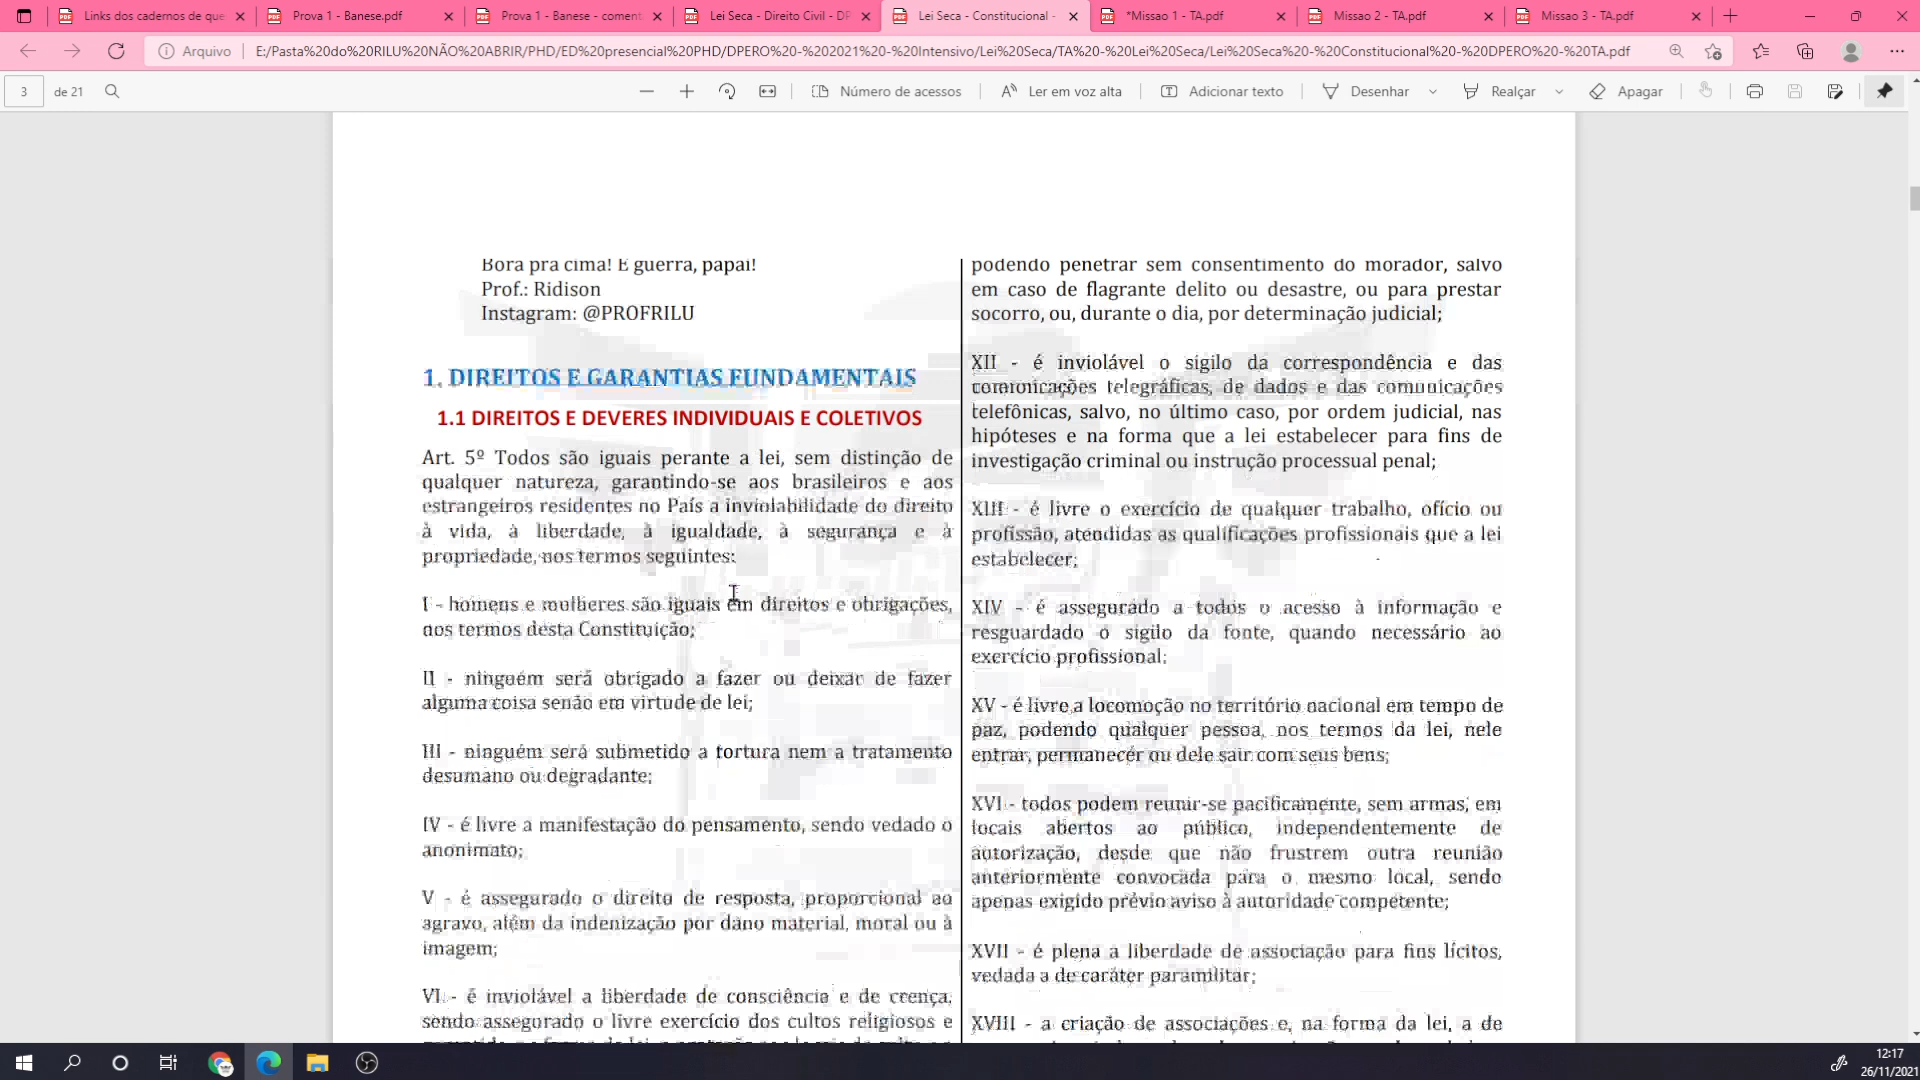 Links dos cadernos de que
Prova 1 - Banese.pdf
Prova 1 - Banese - coment
Lei Seca - Direito Civil - DP
Lei Seca - Constitucional -
*Missao 1 - TA.pdf
Missao 2 - TA.pdf
Missao 3 - TA.pdf
Arquivo
E:/Pasta%20do%20RILU%20NÃO%20ABRIR/PHD/ED%20presencial%20PHD/DPERO%20-%202021%20-%20Intensivo/Lei%20Seca/TA%20-%20Lei%20Seca/Lei%20Seca%20-%20Constitucional%20-%20DPERO%20-%20TA.pdf
3 de 21
Número de acessos
Ler em voz alta
Adicionar texto
Desenhar
Realçar
Apagar
Bora pra cima! É guerra, papai!
Prof.: Ridison
Instagram: @PROFRILU
1. DIREITOS E GARANTIAS FUNDAMENTAIS
1.1 DIREITOS E DEVERES INDIVIDUAIS E COLETIVOS
Art. 5º Todos são iguais perante a lei, sem distinção de
qualquer natureza, garantindo-se aos brasileiros e aos
estrangeiros residentes no País a inviolabilidade do direito
à vida, à liberdade, à igualdade, à segurança e à
propriedade, nos termos seguintes:
I - homens e mulheres são iguais em direitos e obrigações,
nos termos desta Constituição;
II - ninguém será obrigado a fazer ou deixar de fazer
alguma coisa senão em virtude de lei;
III - ninguém será submetido a tortura nem a tratamento
desumano ou degradante;
IV - é livre a manifestação do pensamento, sendo vedado o
anonimato;
V - é assegurado o direito de resposta, proporcional ao
agravo, além da indenização por dano material, moral ou à
imagem;
VI - é inviolável a liberdade de consciência e de crença,
sendo assegurado o livre exercício dos cultos religiosos e
podendo penetrar sem consentimento do morador, salvo
em caso de flagrante delito ou desastre, ou para prestar
socorro, ou, durante o dia, por determinação judicial;
XII - é inviolável o sigilo da correspondência e das
comunicações telegráficas, de dados e das comunicações
telefônicas, salvo, no último caso, por ordem judicial, nas
hipóteses e na forma que a lei estabelecer para fins de
investigação criminal ou instrução processual penal;
XIII - é livre o exercício de qualquer trabalho, ofício ou
profissão, atendidas as qualificações profissionais que a lei
estabelecer;
XIV - é assegurado a todos o acesso à informação e
resguardado o sigilo da fonte, quando necessário ao
exercício profissional;
XV - é livre a locomoção no território nacional em tempo de
paz, podendo qualquer pessoa, nos termos da lei, nele
entrar, permanecer ou dele sair com seus bens;
XVI - todos podem reunir-se pacificamente, sem armas, em
locais abertos ao público, independentemente de
autorização, desde que não frustrem outra reunião
anteriormente convocada para o mesmo local, sendo
apenas exigido prévio aviso à autoridade competente;
XVII - é plena a liberdade de associação para fins lícitos,
vedada a de caráter paramilitar;
XVIII - a criação de associações e, na forma da lei, a de
12:17
26/11/2021